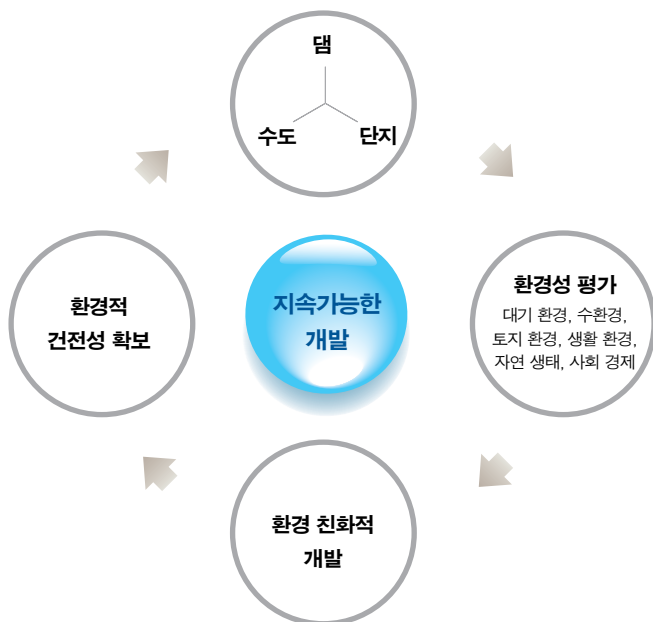 댐
수도
단지
환경성 평가
대기 환경, 수환경,
토지 환경, 생활 환경,
자연 생태, 사회 경제
지속가능한
개발
환경적
건전성 확보
환경 친화적
개발